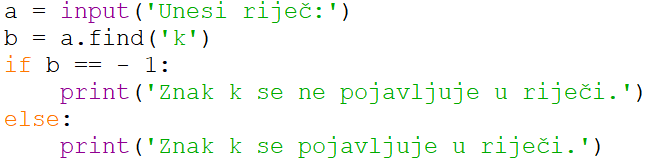 a = input('Unesi riječ:')
b = a.find('k')
if b == - 1:
    print('Znak k se ne pojavljuje u riječi.')
else:
    print('Znak k se pojavljuje u riječi.')